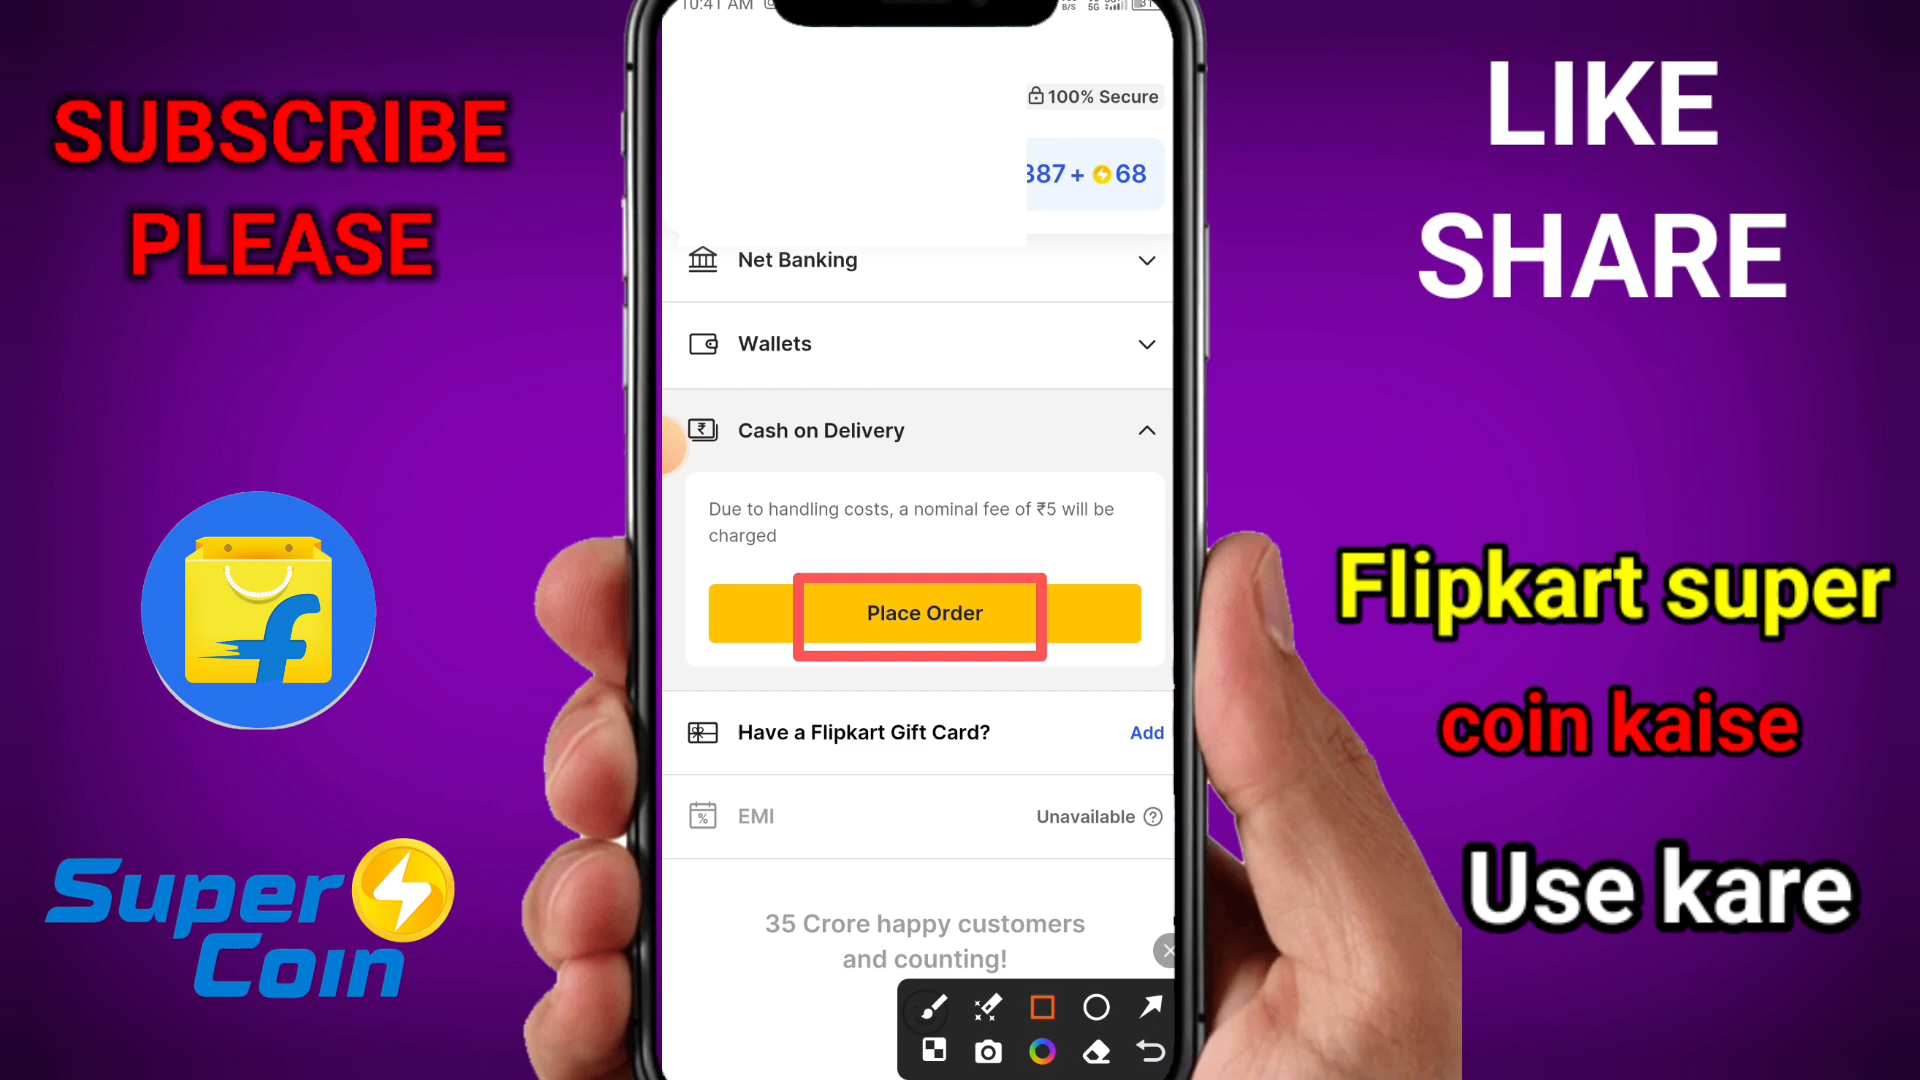 SUBSCRIBE
PLEASE
10:41 AM
100% Secure
387 + 68
Net Banking
Wallets
Cash on Delivery
Due to handling costs, a nominal fee of ₹5 will be
charged
Place Order
Have a Flipkart Gift Card? Add
EMI Unavailable
35 Crore happy customers
and counting!
LIKE
SHARE
Flipkart super
coin kaise
Use kare
Super
Coin